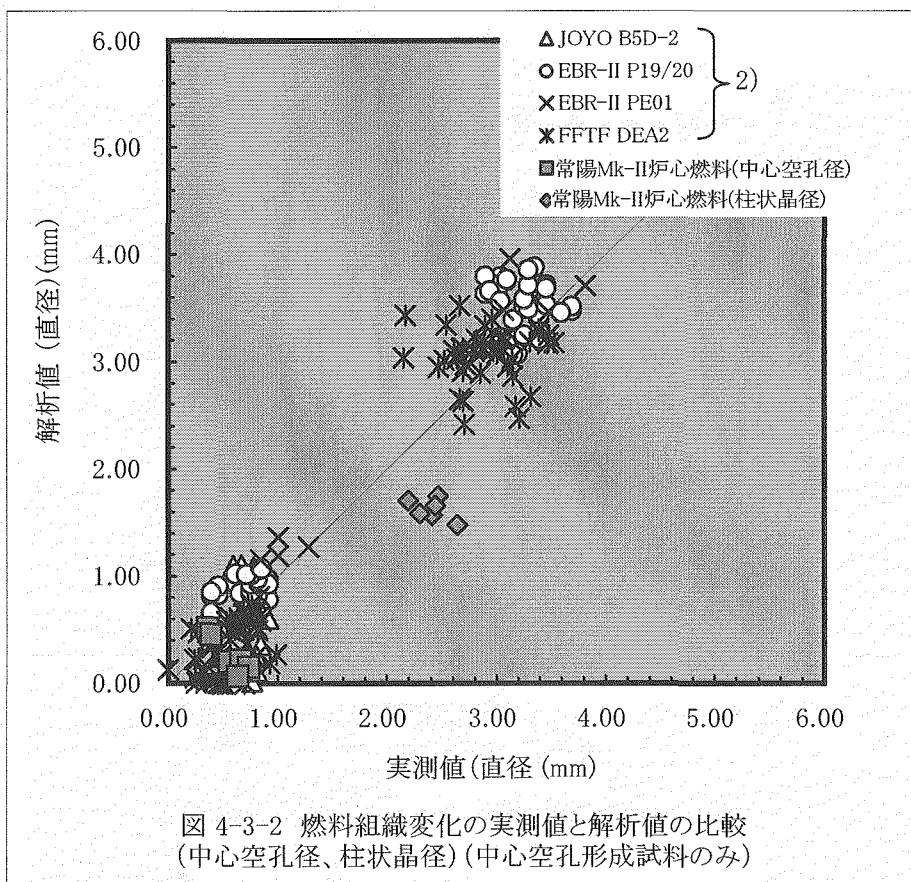 6.00
5.00
4.00
3.00
2.00
1.00
0.00
解析値 (直径) (mm)
JOYO B5D-2
EBR-II P19/20
EBR-II PE01
FFTF DEA2
2)
常陽Mk-II炉心燃料(中心空孔径)
常陽Mk-II炉心燃料(柱状晶径)
0.00 1.00 2.00 3.00 4.00 5.00 6.00
実測値(直径 (mm)
図 4-3-2 燃料組織変化の実測値と解析値の比較
(中心空孔径、柱状晶径) (中心空孔形成試料のみ)